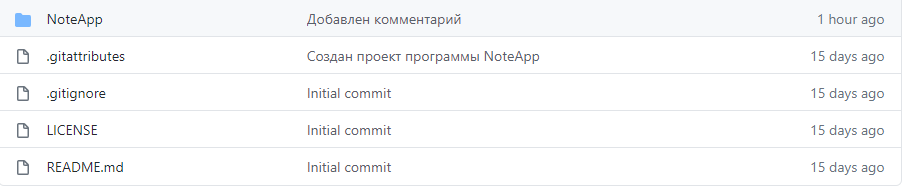 NoteApp Добавлен комментарий 1 hour ago
.gitattributes Создан проект программы NoteApp 15 days ago
.gitignore Initial commit 15 days ago
LICENSE Initial commit 15 days ago
README.md Initial commit 15 days ago